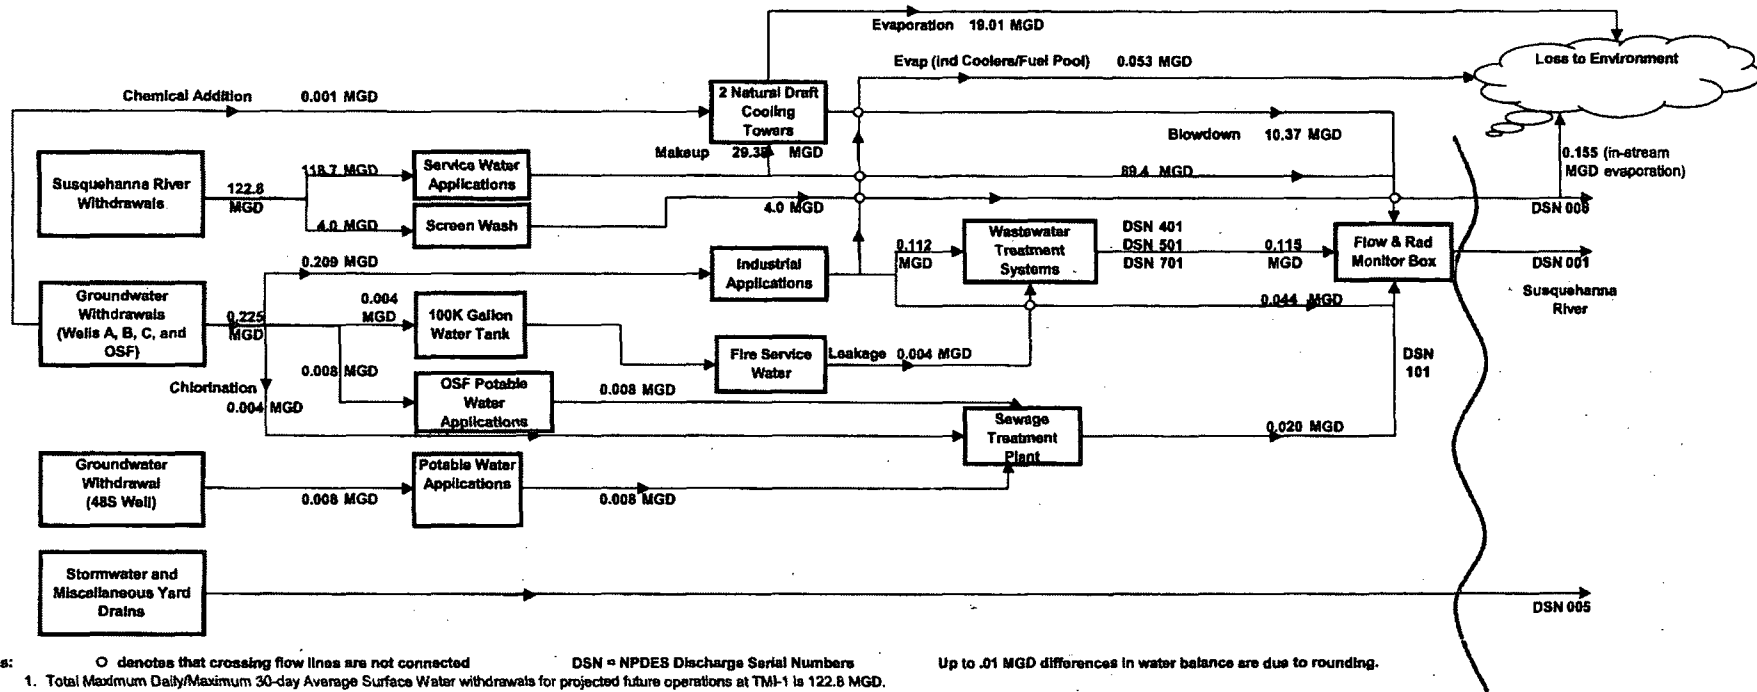 Evaporation 19.01 MGD
Evap (Ind Coolers/Fuel Pool) 0.053 MGD
Loss to Environment
Chemical Addition 0.001 MGD
2 Natural Draft
Cooling
Towers
Blowdown 10.37 MGD
Makeup 29.38 MGD
0.155 (in-stream
MGD evaporation)
Susquehanna River
Withdrawals
122.8
MGD
118.7 MGD
Service Water
Applications
89.4 MGD
4.0 MGD
Screen Wash
4.0 MGD
DSN 008
0.209 MGD
Industrial
Applications
0.112
MGD
Wastewater
Treatment
Systems
DSN 401
DSN 501
DSN 701
0.115
MGD
Flow & Rad
Monitor Box
DSN 001
Susquehanna
River
Groundwater
Withdrawals
(Wells A, B, C, and
OSF)
0.225
MGD
0.004
MGD
100K Gallon
Water Tank
0.044 MGD
Fire Service
Water
Leakage 0.004 MGD
DSN
101
0.008 MGD
Chlorination
0.004 MGD
OSF Potable
Water
Applications
0.008 MGD
Sewage
Treatment
Plant
0.020 MGD
Groundwater
Withdrawal
(48S Well)
0.008 MGD
Potable Water
Applications
0.008 MGD
Stormwater and
Miscellaneous Yard
Drains
DSN 005
s: O denotes that crossing flow lines are not connected DSN = NPDES Discharge Serial Numbers Up to .01 MGD differences in water balance are due to rounding.
1. Total Maximum Daily/Maximum 30-day Average Surface Water withdrawals for projected future operations at TMI-1 is 122.8 MGD.